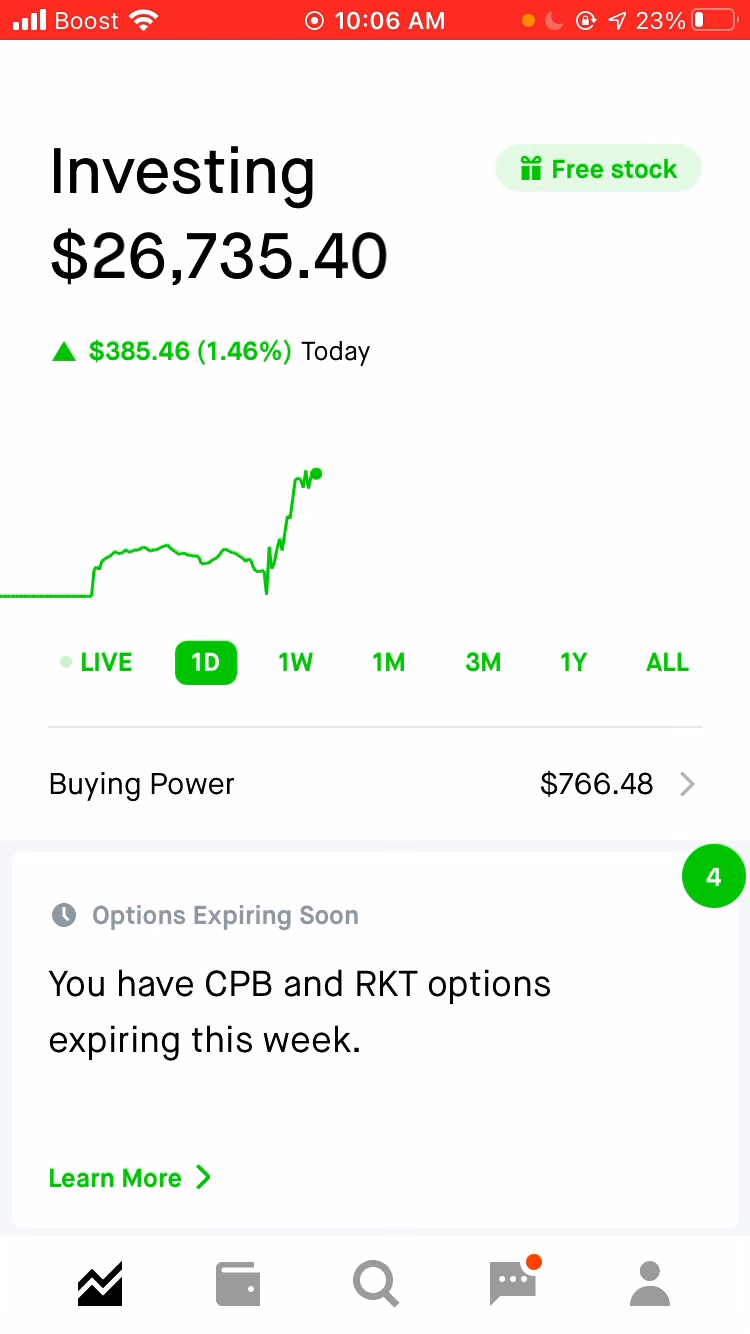 Boost 10:06 AM 23%
Investing
Free stock
$26,735.40
$385.46 (1.46%) Today
LIVE 1D 1W 1M 3M 1Y ALL
Buying Power $766.48
4
Options Expiring Soon
You have CPB and RKT options
expiring this week.
Learn More